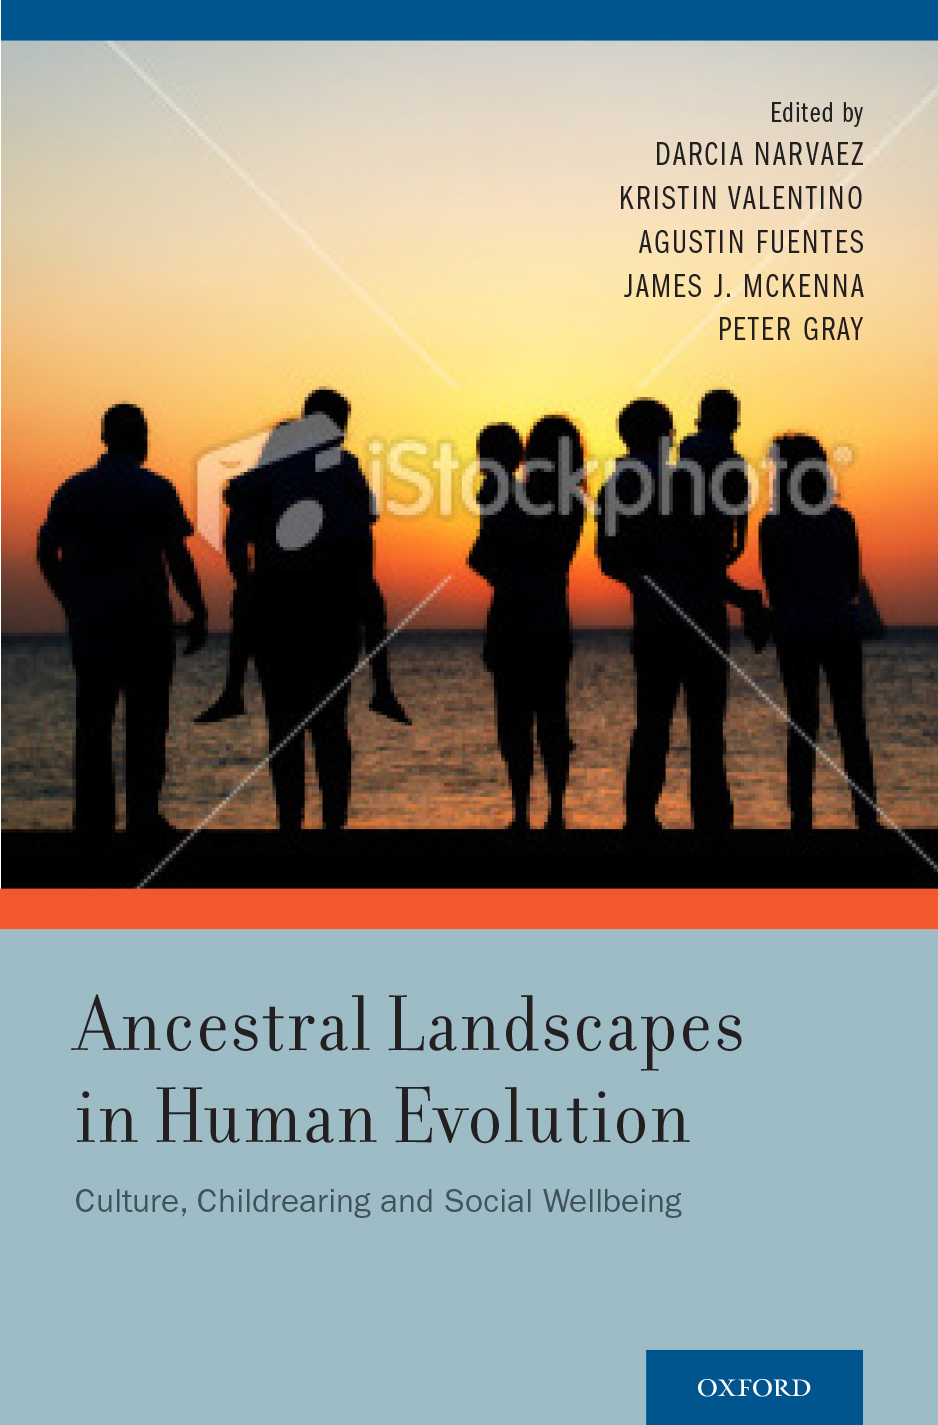 Edited by
DARCIA NARVAEZ
KRISTIN VALENTINO
AGUSTIN FUENTES
JAMES J. MCKENNA
PETER GRAY
iStockphoto®
Ancestral Landscapes
in Human Evolution
Culture, Childrearing and Social Wellbeing
OXFORD